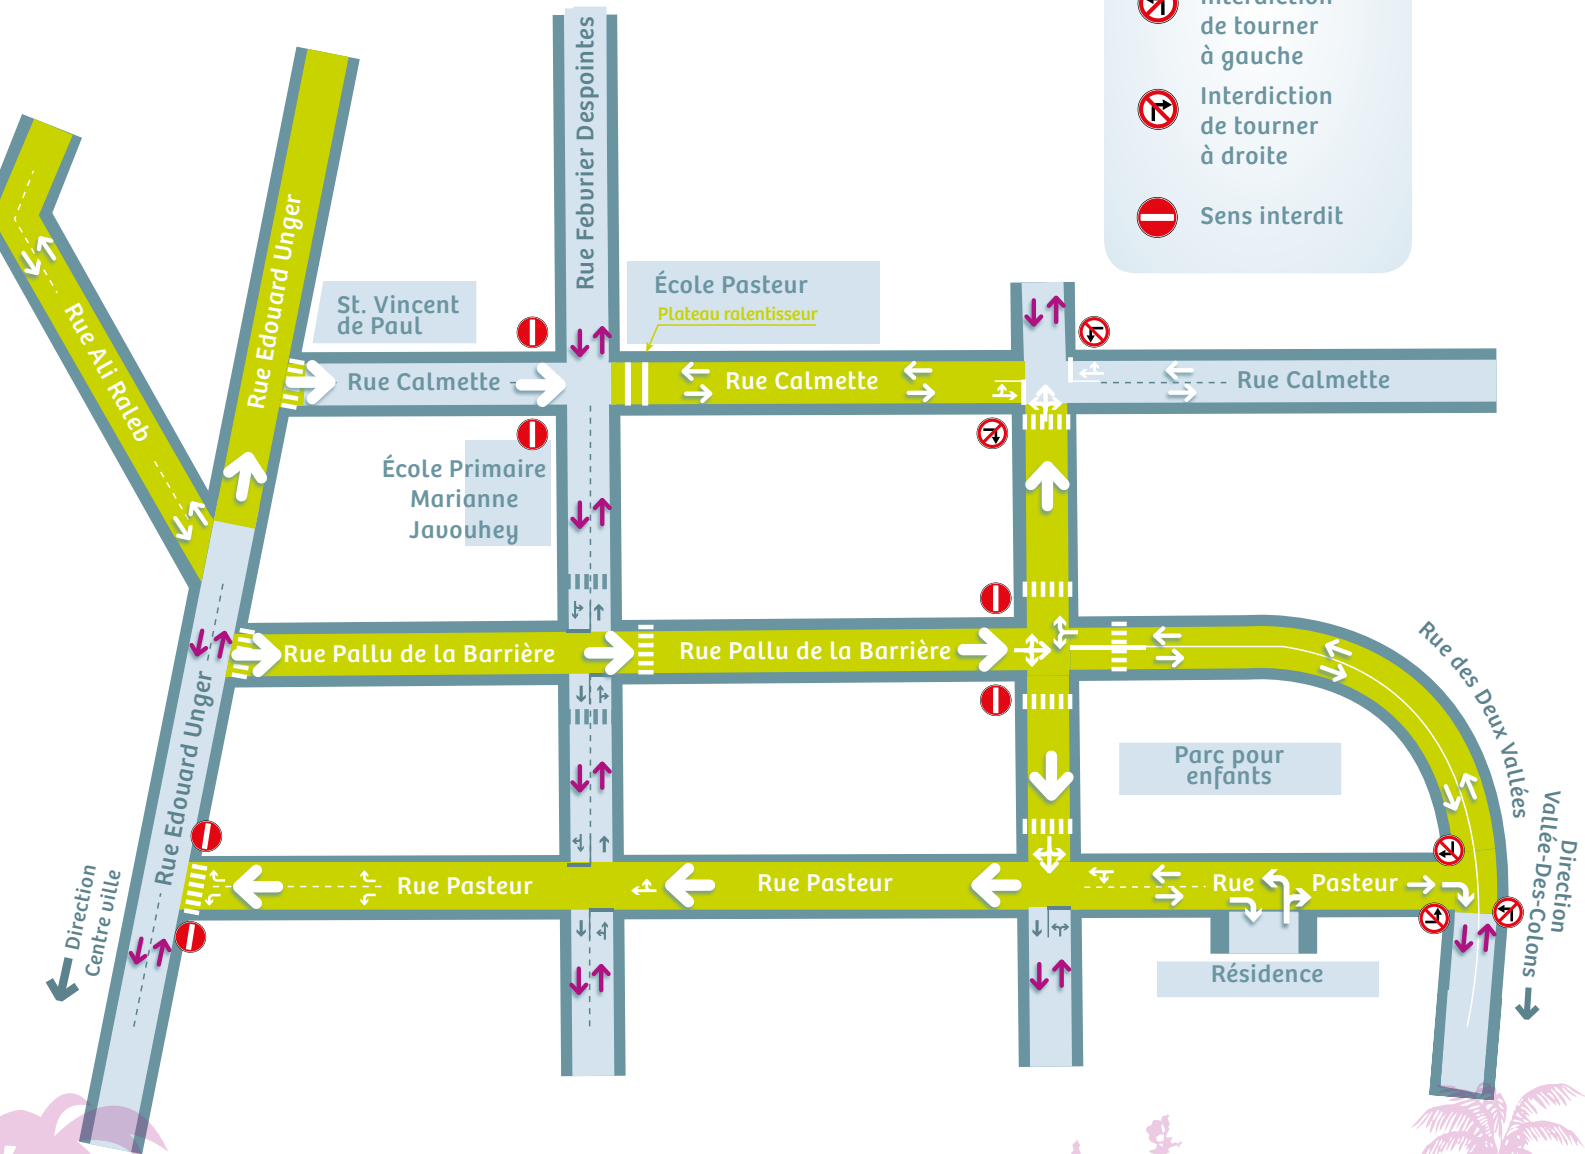 Interdiction
de tourner
à gauche
Interdiction
de tourner
à droite
Sens interdit
Rue Feburier Despointes
Rue Edouard Unger
St. Vincent
de Paul
École Pasteur
Plateau ralentisseur
Rue Ali Raleb
Rue Calmette
Rue Calmette
Rue Calmette
École Primaire
Marianne
Javouhey
Rue Pallu de la Barrière
Rue Pallu de la Barrière
Rue des Deux Vallées
Rue Edouard Unger
Parc pour
enfants
Direction
Vallée-Des-Colons
Direction
Centre ville
Rue Pasteur
Rue Pasteur
Rue Pasteur
Résidence